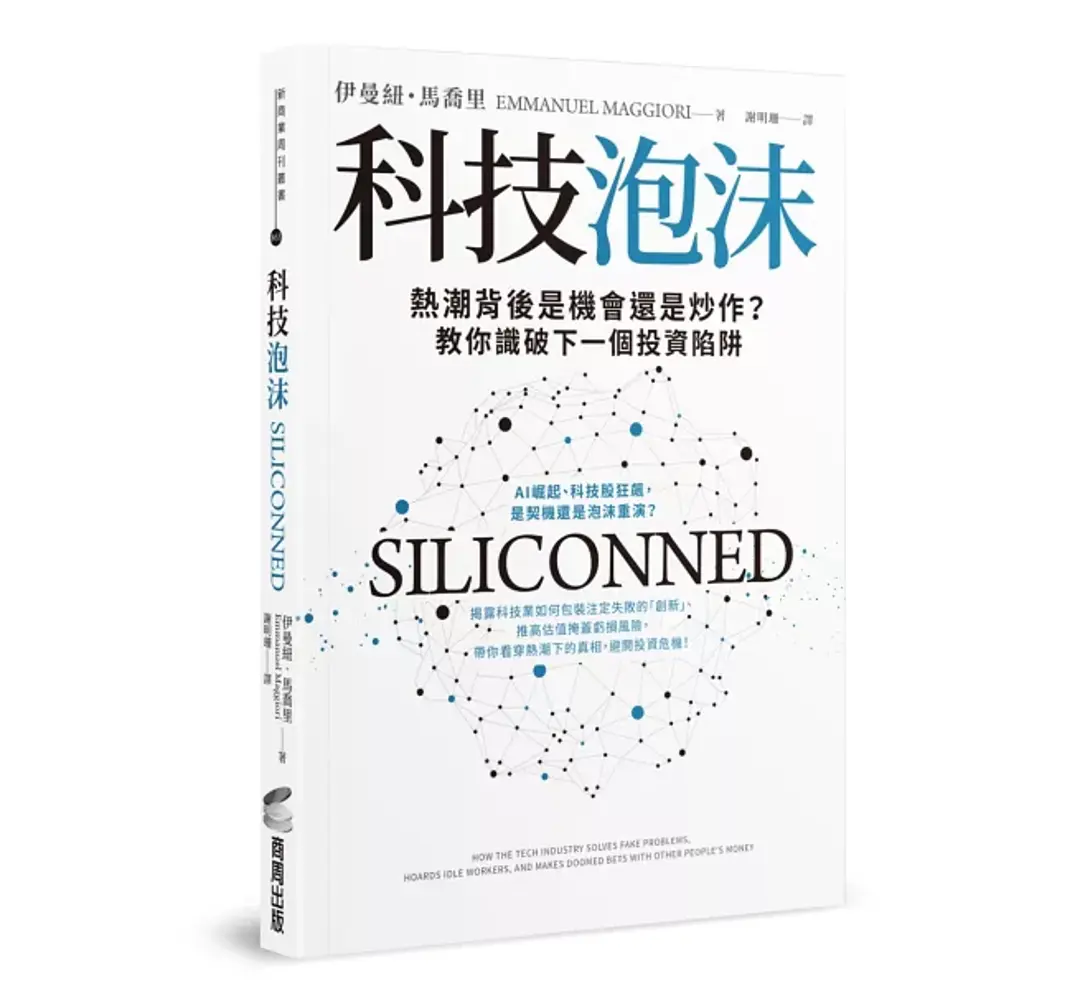 伊曼紐・馬喬里 EMMANUEL MAGGIORI——著 謝明珊——譯
科技泡沫
熱潮背後是機會還是炒作?
教你識破下一個投資陷阱
AI崛起、科技股狂飆,
是契機還是泡沫重演?
SILICONNED
揭露科技業如何包裝注定失敗的「創新」、
推高估值掩蓋虧損風險,
帶你看穿熱潮下的真相,避開投資危機!
HOW THE TECH INDUSTRY SOLVES FAKE PROBLEMS,
HOARDS IDLE WORKERS, AND MAKES DOOMED BETS WITH OTHER PEOPLE'S MONEY
新商業周刊叢書
科技泡沫 SILICONNED
伊曼紐・馬喬里
Emmanuel Maggiori——著
謝明珊——譯
商周出版